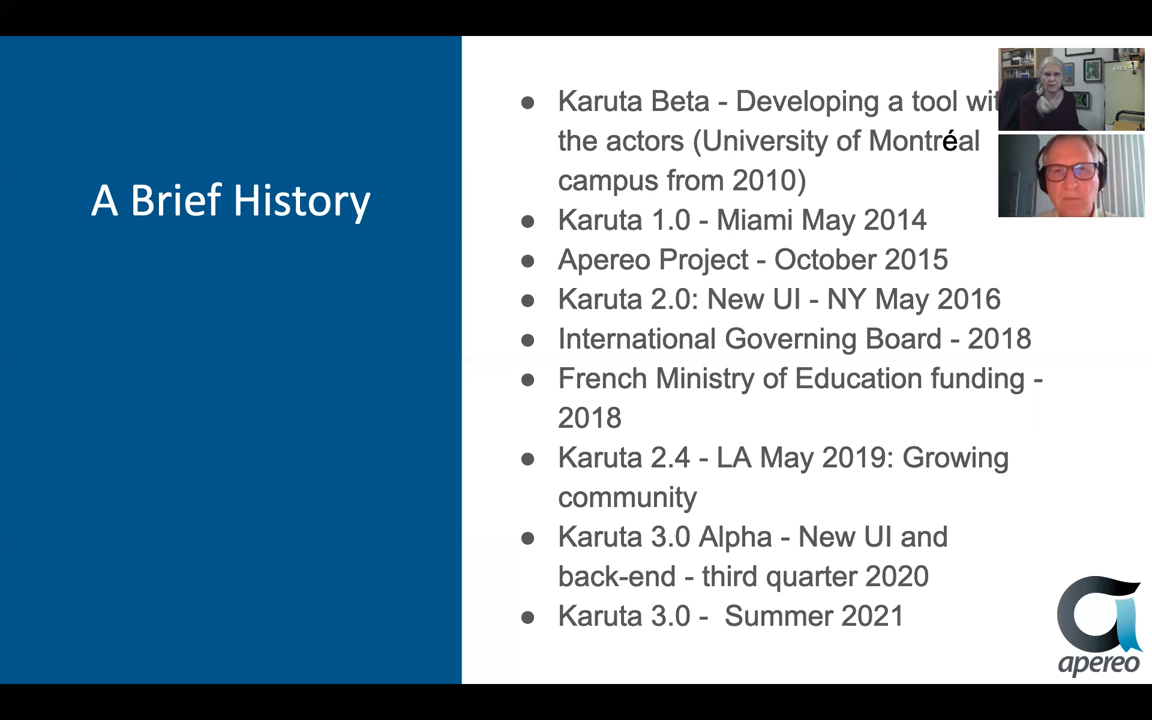 A Brief History
● Karuta Beta - Developing a tool
the actors (University of Montréal
campus from 2010)
● Karuta 1.0 - Miami May 2014
● Apereo Project - October 2015
● Karuta 2.0: New UI - NY May 2016
● International Governing Board - 2018
● French Ministry of Education funding -
2018
● Karuta 2.4 - LA May 2019: Growing
community
● Karuta 3.0 Alpha - New UI and
back-end - third quarter 2020
● Karuta 3.0 - Summer 2021
apereo